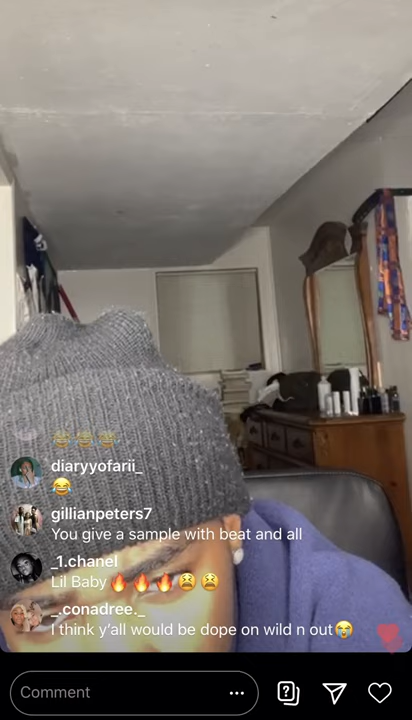 😂😂😂
diaryyofarii_
😂
gillianpeters7
You give a sample with beat and all
_1.chanel
Lil Baby🔥🔥🔥😫😫
_.conadree._
I think y'all would be dope on wild n out😭
Comment